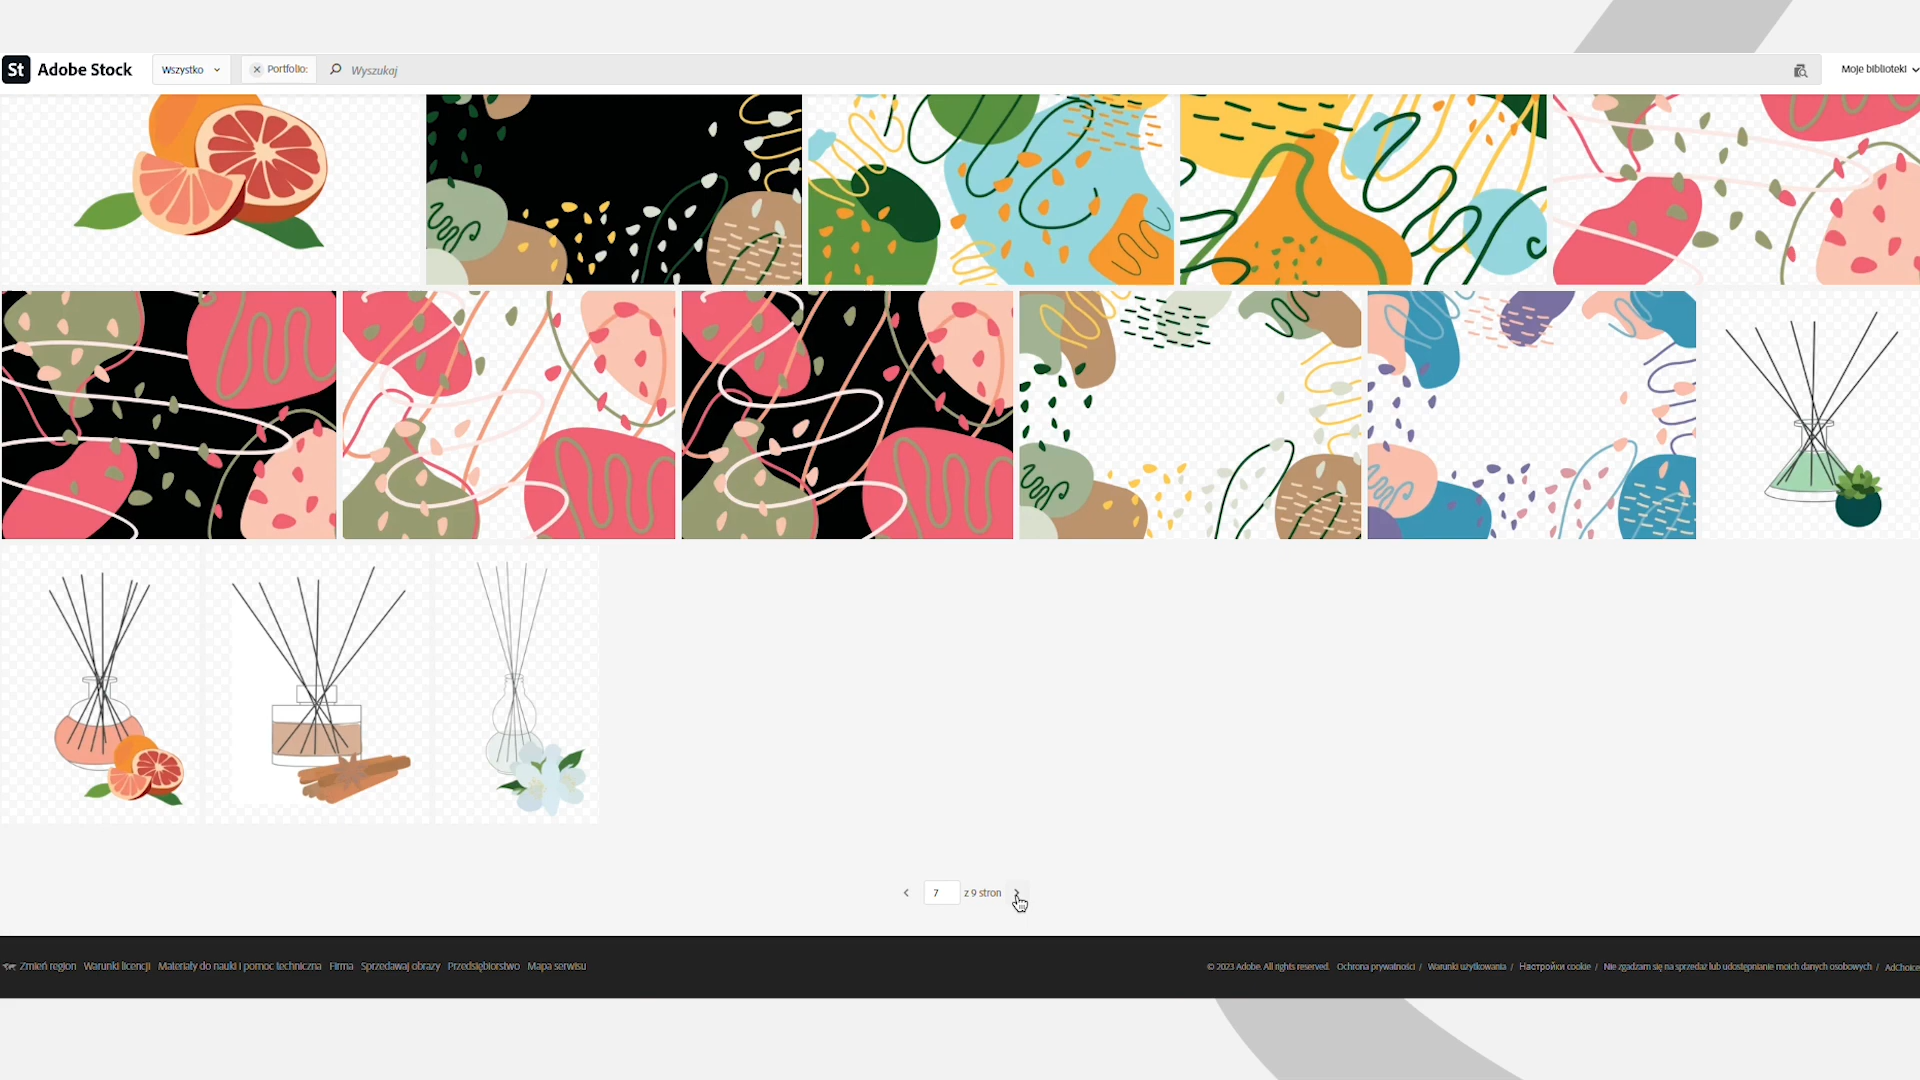 St Adobe Stock Wszystko Portfolio: Wyszukaj Moje biblioteki
7 z 9 stron
Zmień region Warunki licencji Materiały do nauki i pomoc techniczna Firma Sprzedawaj obrazy Przedsiębiorstwo Mapa serwisu © 2023 Adobe. All rights reserved. Ochrona prywatności / Warunki użytkowania / Настройки cookie / Nie zgadzam się na sprzedaż lub udostępnianie moich danych osobowych / AdChoice